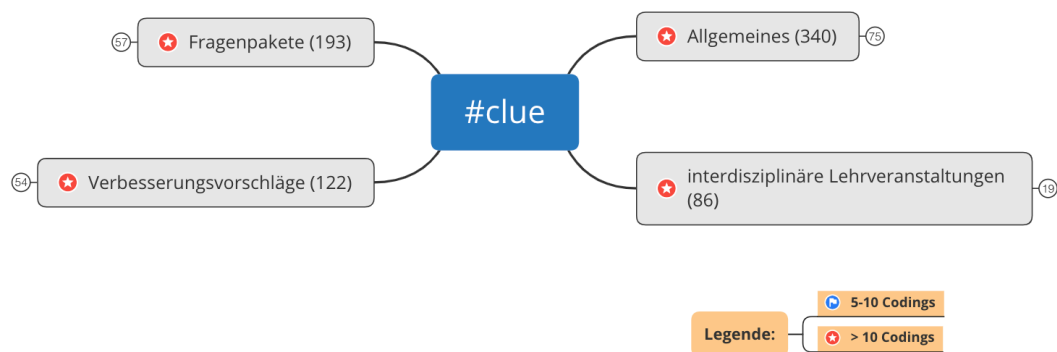 57
Fragenpakete (193)
Allgemeines (340)
75
#clue
54
Verbesserungsvorschläge (122)
interdisziplinäre Lehrveranstaltungen
(86)
19
Legende:
5-10 Codings
> 10 Codings